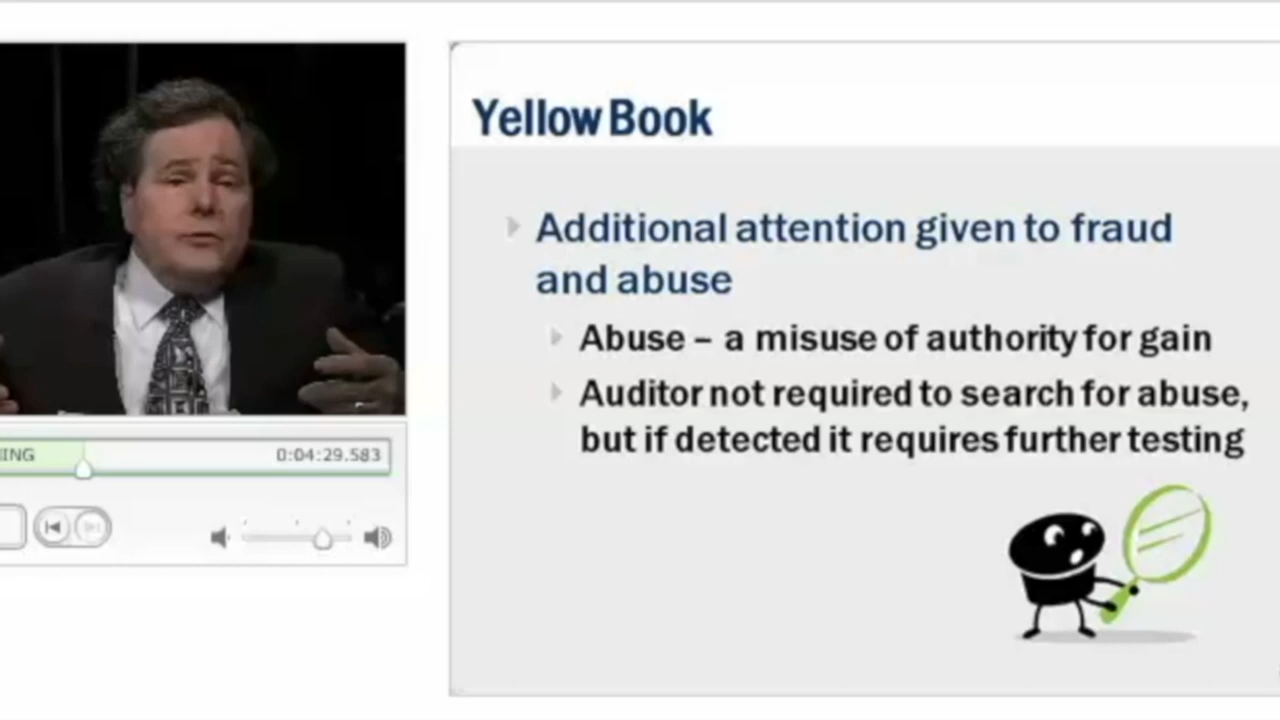 Yellow Book
Additional attention given to fraud
and abuse
Abuse – a misuse of authority for gain
Auditor not required to search for abuse,
but if detected it requires further testing
ING
0:04:29.583